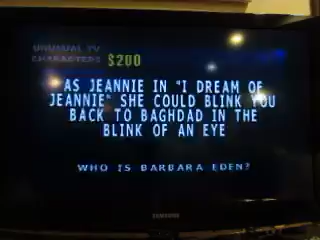 UNUSUAL TV
CHARACTERS $200
AS JEANNIE IN "I DREAM OF
JEANNIE" SHE COULD BLINK YOU
BACK TO BAGHDAD IN THE
BLINK OF AN EYE
WHO IS BARBARA EDEN?
SAMSUNG